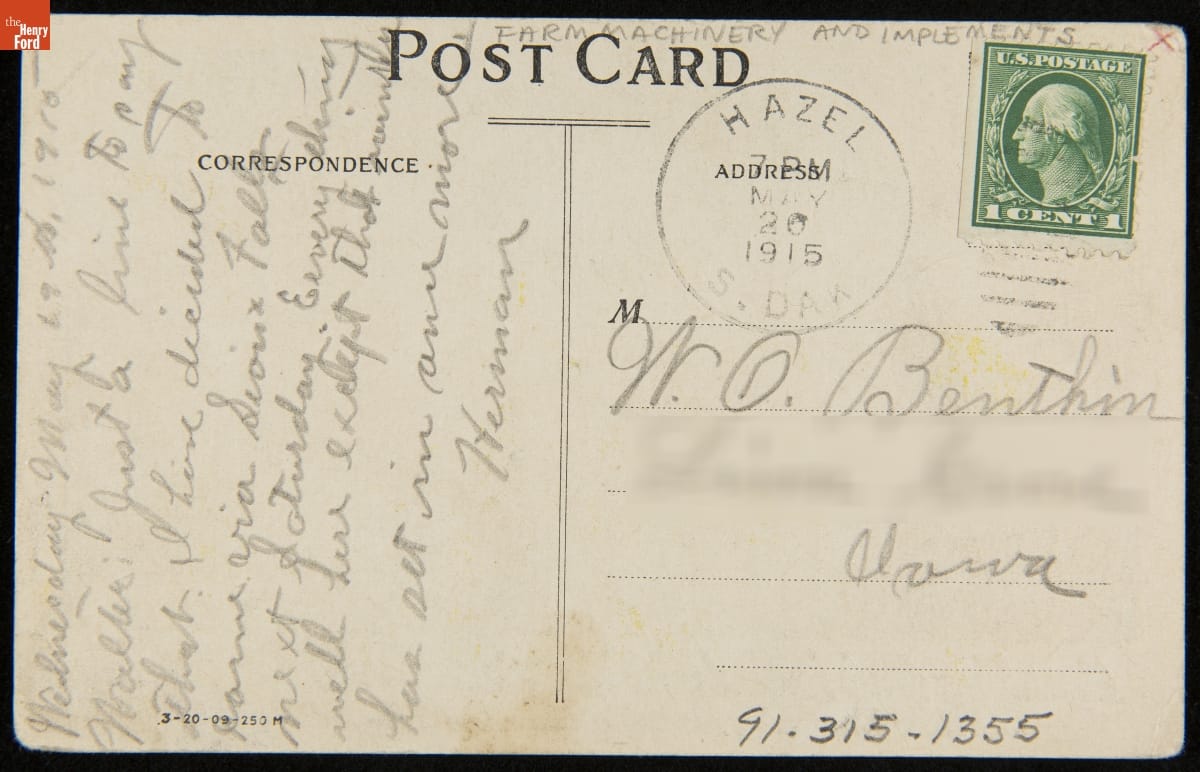 the
Henry
Ford
FARM MACHINERY AND IMPLEMENTS
POST CARD
CORRESPONDENCE
ADDRESS
HAZEL
7 PM
MAY
26
1915
S. DAK
U.S. POSTAGE
1 CENT 1
M
W. O. Benthin
Iowa
Wednesday May 1915
Walter: Just a line to say
that I have decided to
come via Sioux Falls
next Saturday Everything
well here except that
has set in once more
Herman
3-20-09-250 M
91.315.1355